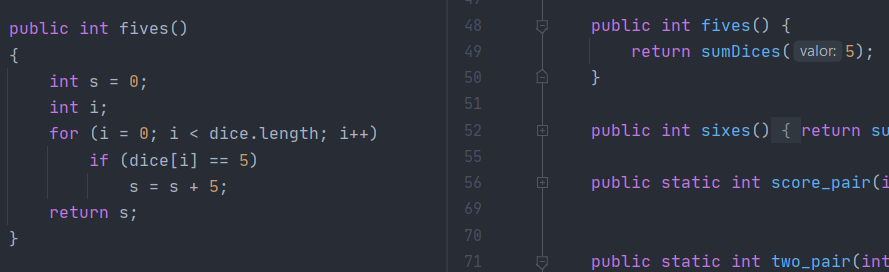 public int fives()
{
    int s = 0;
    int i;
    for (i = 0; i < dice.length; i++)
        if (dice[i] == 5)
            s = s + 5;
    return s;
}
48 public int fives() {
49     return sumDices( valor: 5);
50 }
51
52 public int sixes() { return su
55
56 public static int score_pair(i
69
70
71 public static int two_pair(int